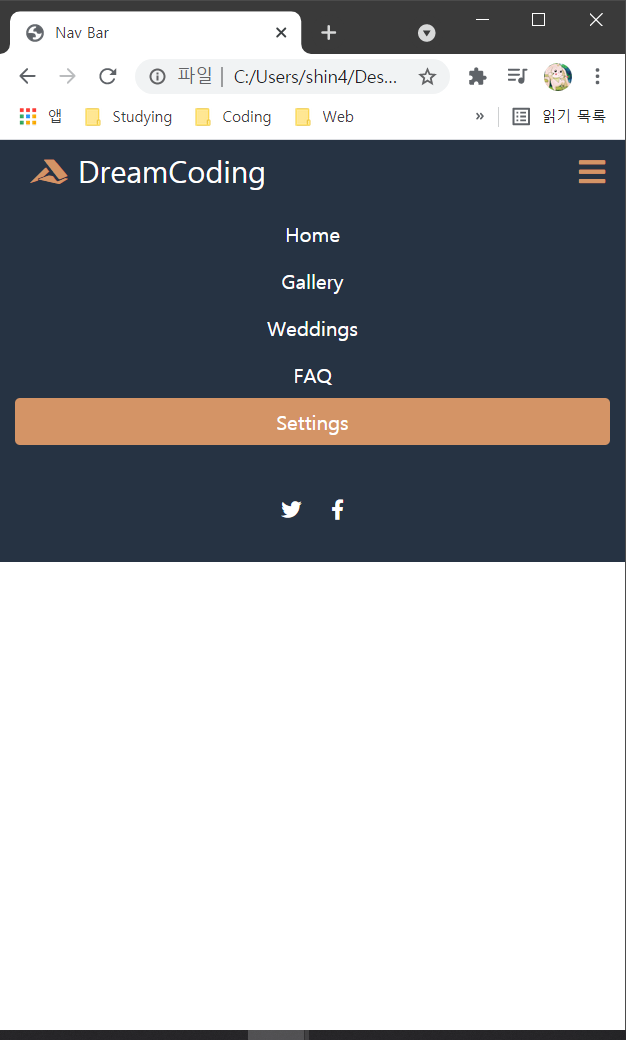 Nav Bar
파일 | C:/Users/shin4/Des...
앱 Studying Coding Web » 읽기 목록
DreamCoding
Home
Gallery
Weddings
FAQ
Settings